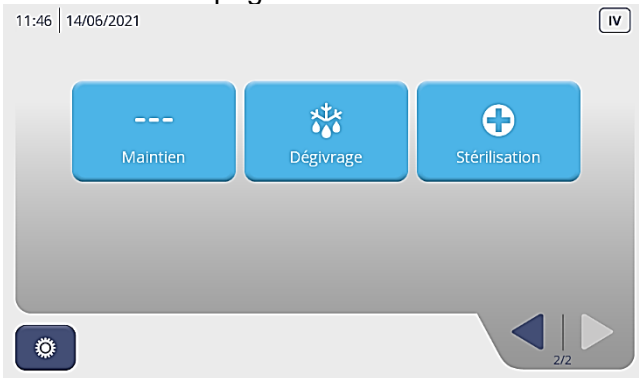 11:46 14/06/2021 IV
--- 
Maintien Dégivrage Stérilisation
2/2